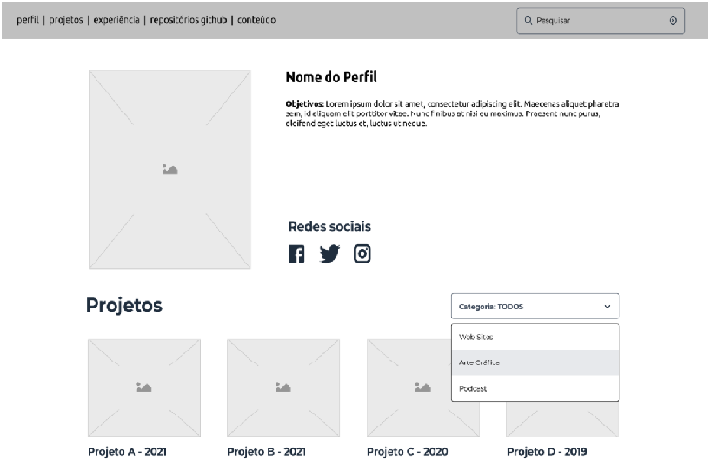 perfil | projetos | experiência | repositórios github | conteúdo
Pesquisar
Nome do Perfil
Objetivos: Lorem ipsum dolor sit amet, consectetur adipiscing elit. Maecenas aliquet pharetra
sem, id aliquam elit porttitor vitae. Nunc finibus at nisi eu maximus. Praesent nunc purus,
eleifend eget luctus et, luctus ut neque.
Redes sociais
Projetos
Categoria: TODOS
Web Sites
Arte Gráfica
Podcast
Projeto A - 2021
Projeto B - 2021
Projeto C - 2020
Projeto D - 2019